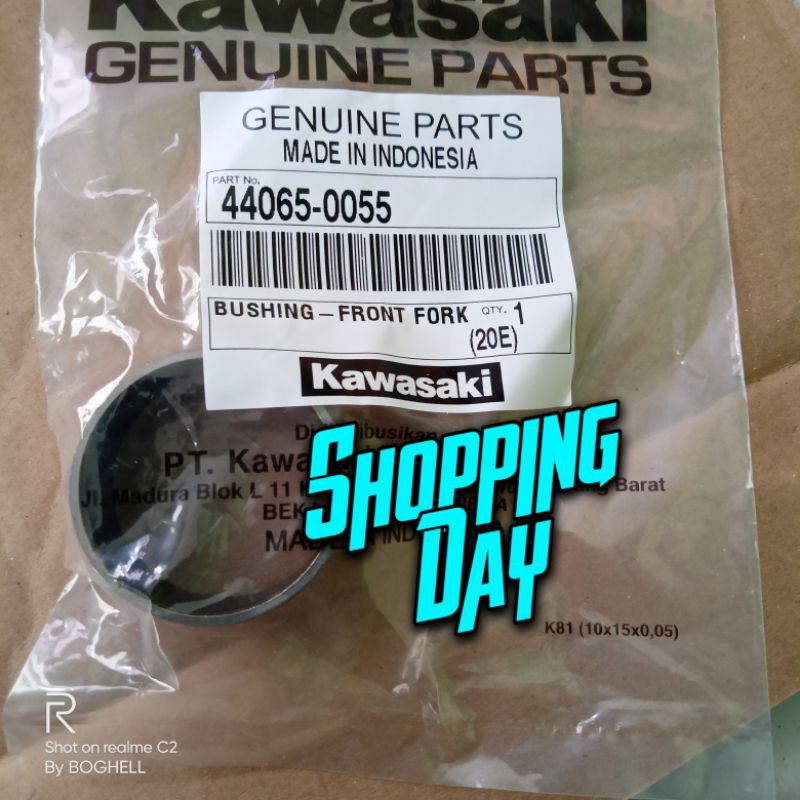 Kawasaki
GENUINE PARTS
GENUINE PARTS
MADE IN INDONESIA
PART No.
44065-0055
BUSHING – FRONT FORK QTY. 1
(20E)
Kawasaki
PT. Kawa
Jl. Madura Blok L 11 Barat
BEK
K81 (10x15x0,05)
SHOPPING
DAY
R
Shot on realme C2
By BOGHELL